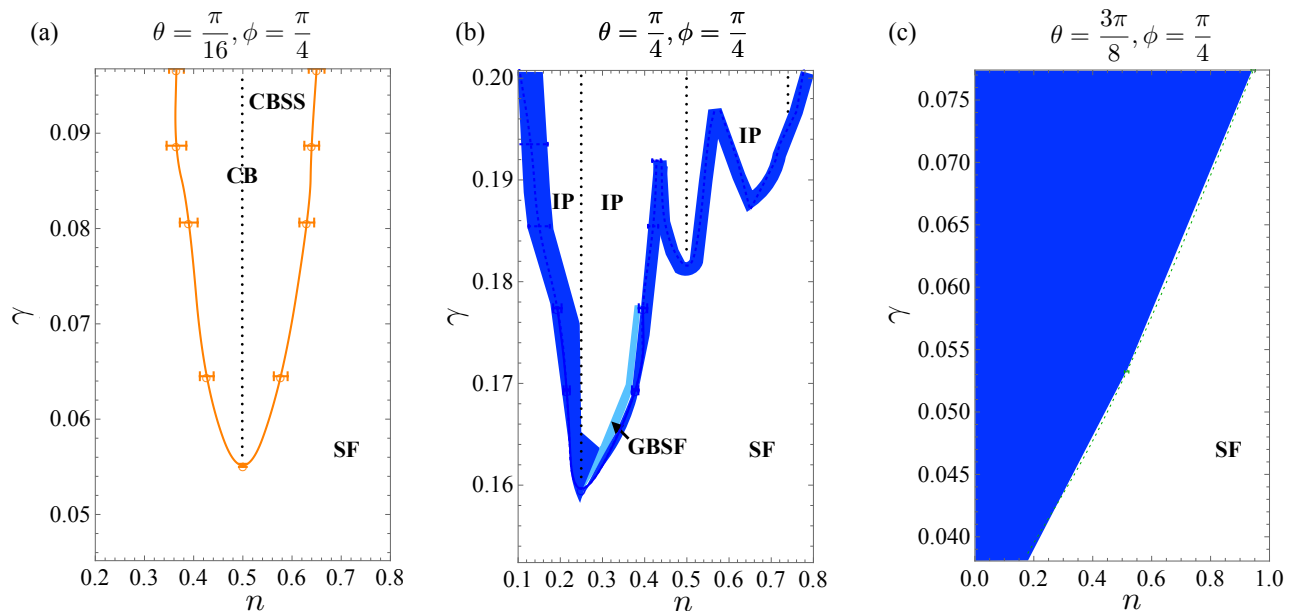 (a)
θ = π/16, ϕ = π/4
CBSS
CB
SF
0.09
0.08
0.07
0.06
0.05
γ
0.2 0.3 0.4 0.5 0.6 0.7 0.8
n
(b)
θ = π/4, ϕ = π/4
IP
IP
IP
GBSF
SF
0.20
0.19
0.18
0.17
0.16
γ
0.1 0.2 0.3 0.4 0.5 0.6 0.7 0.8
n
(c)
θ = 3π/8, ϕ = π/4
SF
0.075
0.070
0.065
0.060
0.055
0.050
0.045
0.040
γ
0.0 0.2 0.4 0.6 0.8 1.0
n